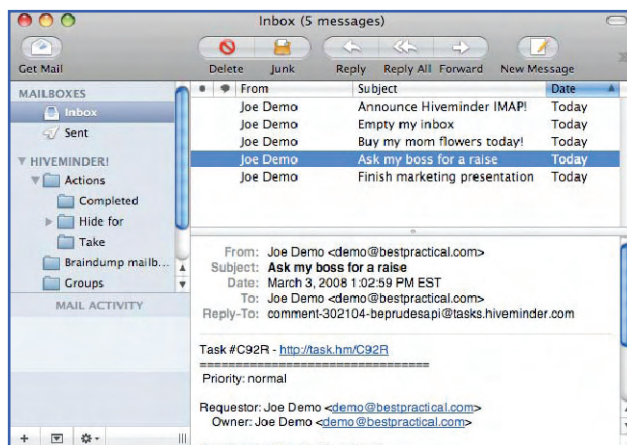 Inbox (5 messages)
Get Mail
Delete Junk Reply Reply All Forward New Message
MAILBOXES
Inbox
Sent
HIVEMINDER!
Actions
Completed
Hide for
Take
Braindump mailb...
Groups
MAIL ACTIVITY
From Subject Date
Joe Demo Announce Hiveminder IMAP! Today
Joe Demo Empty my inbox Today
Joe Demo Buy my mom flowers today! Today
Joe Demo Ask my boss for a raise Today
Joe Demo Finish marketing presentation Today
From: Joe Demo <demo@bestpractical.com>
Subject: Ask my boss for a raise
Date: March 3, 2008 1:02:59 PM EST
To: Joe Demo <demo@bestpractical.com>
Reply-To: comment-302104-beprudesapi@tasks.hiveminder.com
Task #C92R - http://task.hm/C92R
=================================
Priority: normal
Requestor: Joe Demo <demo@bestpractical.com>
Owner: Joe Demo <demo@bestpractical.com>